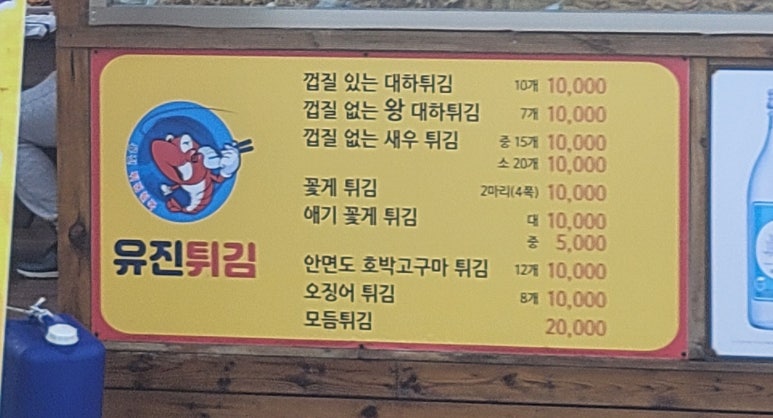 껍질 있는 대하튀김 10개 10,000
껍질 없는 왕 대하튀김 7개 10,000
껍질 없는 새우 튀김 중 15개 10,000
소 20개 10,000
꽃게 튀김 2마리(4쪽) 10,000
애기 꽃게 튀김 대 10,000
중 5,000
안면도 호박고구마 튀김 12개 10,000
오징어 튀김 8개 10,000
모듬튀김 20,000
유진튀김